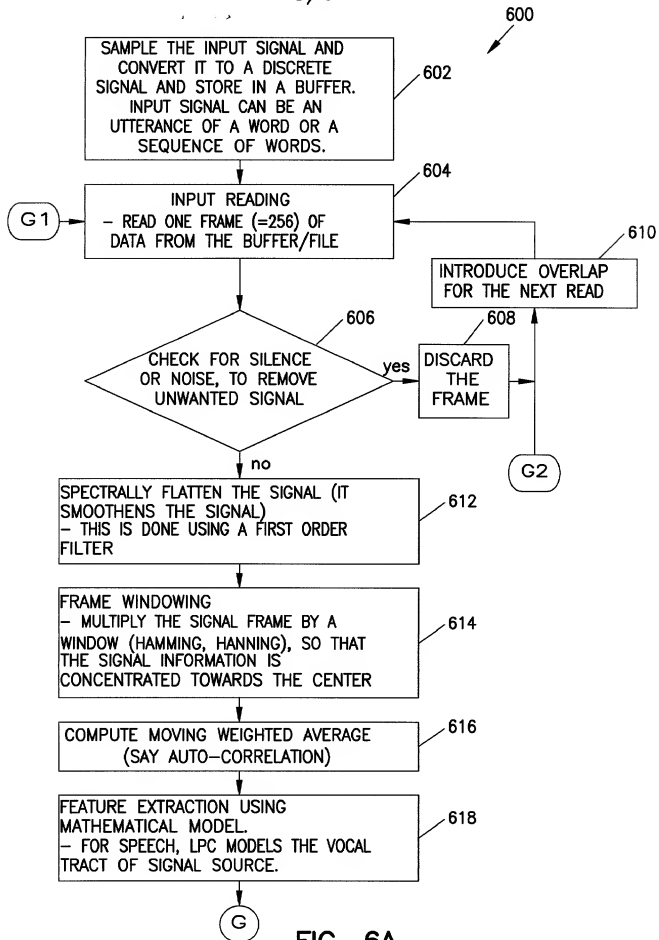 600
SAMPLE THE INPUT SIGNAL AND
CONVERT IT TO A DISCRETE
SIGNAL AND STORE IN A BUFFER.
INPUT SIGNAL CAN BE AN
UTTERANCE OF A WORD OR A
SEQUENCE OF WORDS.
602
604
INPUT READING
– READ ONE FRAME (=256) OF
DATA FROM THE BUFFER/FILE
G1
610
INTRODUCE OVERLAP
FOR THE NEXT READ
606
CHECK FOR SILENCE
OR NOISE, TO REMOVE
UNWANTED SIGNAL
yes
608
DISCARD
THE
FRAME
G2
no
SPECTRALLY FLATTEN THE SIGNAL (IT
SMOOTHENS THE SIGNAL)
– THIS IS DONE USING A FIRST ORDER
FILTER
612
FRAME WINDOWING
– MULTIPLY THE SIGNAL FRAME BY A
WINDOW (HAMMING, HANNING), SO THAT
THE SIGNAL INFORMATION IS
CONCENTRATED TOWARDS THE CENTER
614
COMPUTE MOVING WEIGHTED AVERAGE
(SAY AUTO–CORRELATION)
616
FEATURE EXTRACTION USING
MATHEMATICAL MODEL.
– FOR SPEECH, LPC MODELS THE VOCAL
TRACT OF SIGNAL SOURCE.
618
G
FIG. 6A